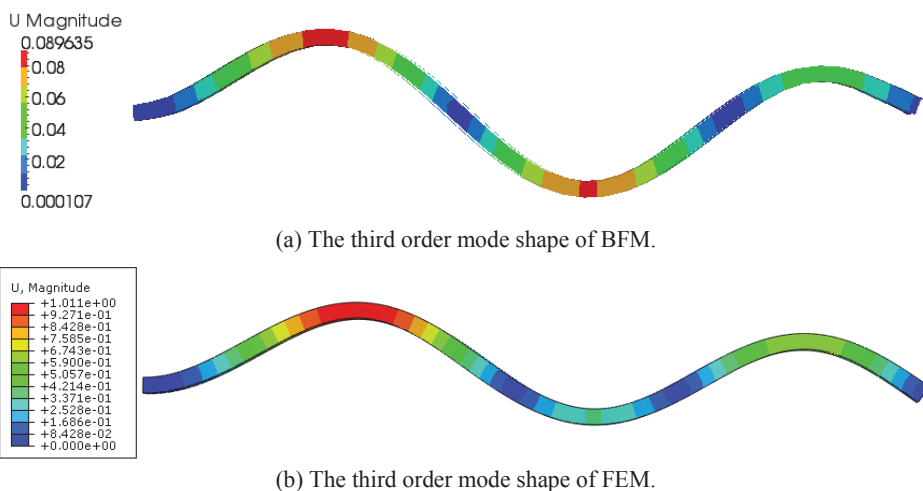 U Magnitude
0.089635
0.08
0.06
0.04
0.02
0.000107
(a) The third order mode shape of BFM.
U, Magnitude
+1.011e+00
+9.271e-01
+8.428e-01
+7.585e-01
+6.743e-01
+5.900e-01
+5.057e-01
+4.214e-01
+3.371e-01
+2.528e-01
+1.686e-01
+8.428e-02
+0.000e+00
(b) The third order mode shape of FEM.